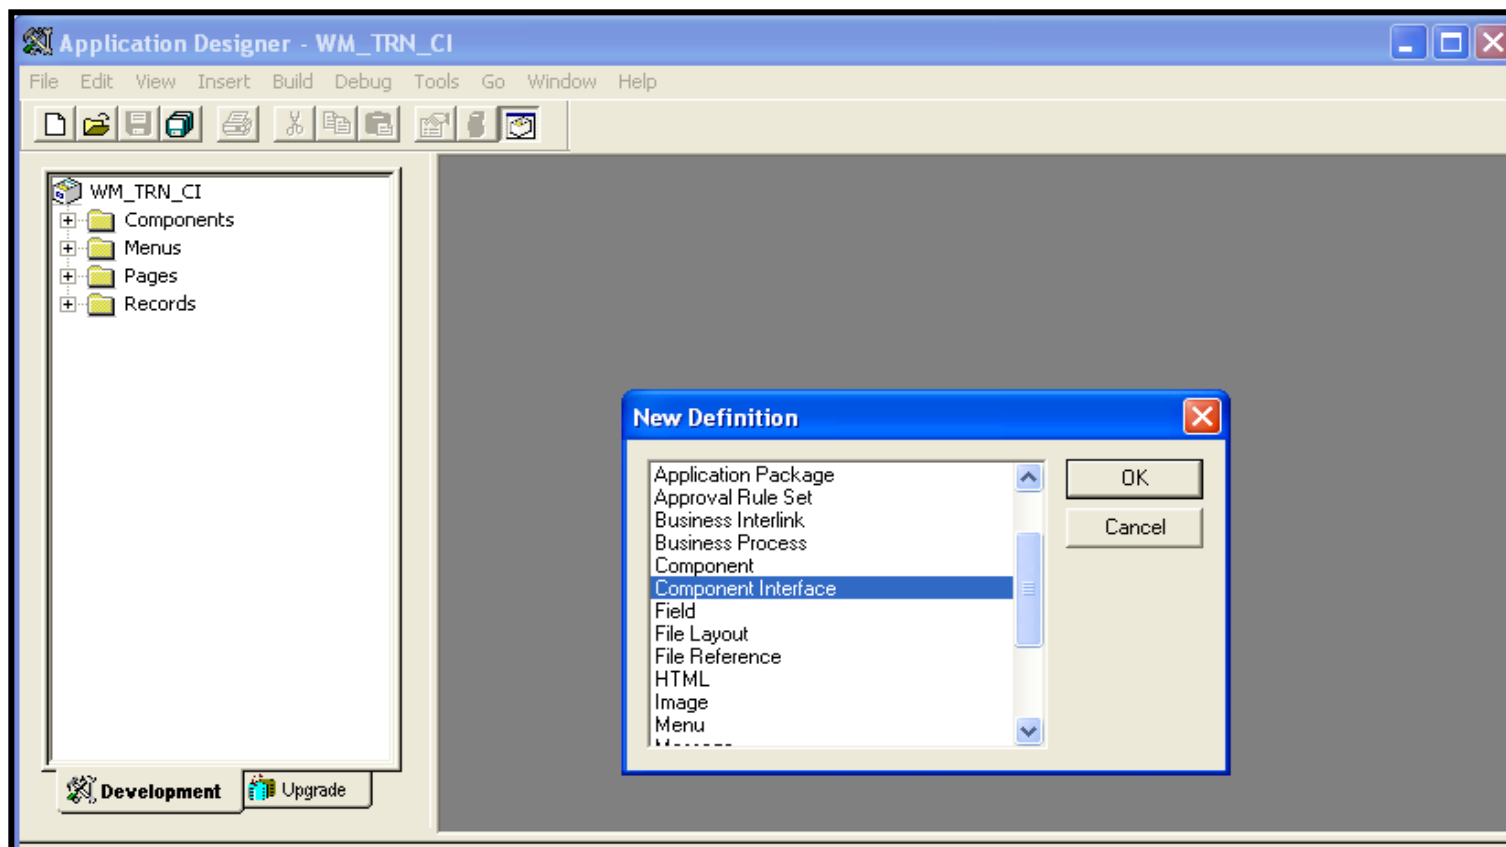 Application Designer - WM_TRN_CI
File Edit View Insert Build Debug Tools Go Window Help
WM_TRN_CI
Components
Menus
Pages
Records
Development
Upgrade
New Definition
Application Package
Approval Rule Set
Business Interlink
Business Process
Component
Component Interface
Field
File Layout
File Reference
HTML
Image
Menu
OK
Cancel